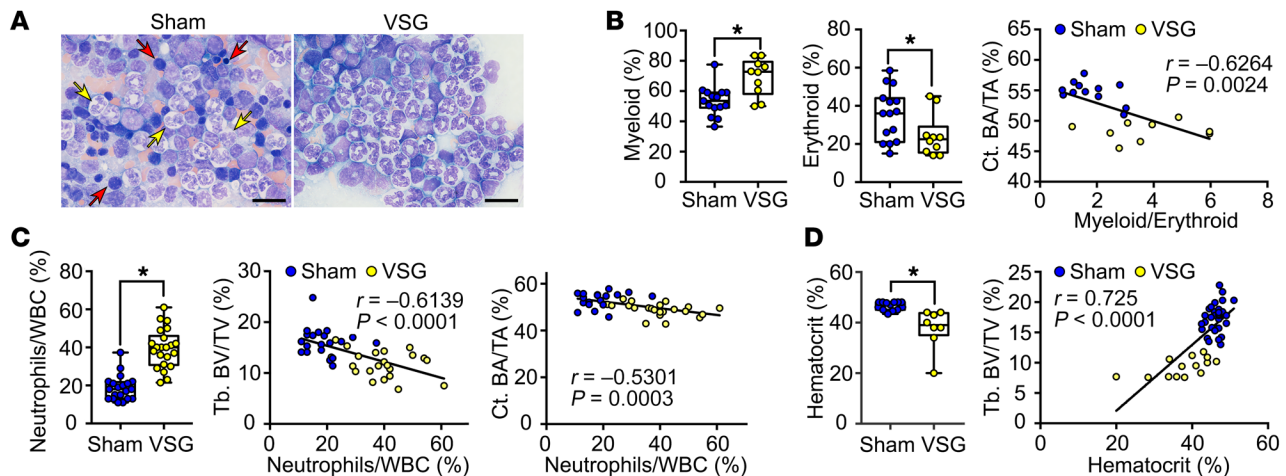 A
Sham
VSG
B
Myeloid (%)
100
80
60
40
20
0
*
Sham VSG
Erythroid (%)
80
60
40
20
0
*
Sham VSG
Sham VSG
Ct. BA/TA (%)
65
60
55
50
45
40
r = –0.6264
P = 0.0024
0 2 4 6 8
Myeloid/Erythroid
C
Neutrophils/WBC (%)
80
60
40
20
0
*
Sham VSG
Sham VSG
Tb. BV/TV (%)
30
20
10
0
r = –0.6139
P < 0.0001
0 20 40 60
Neutrophils/WBC (%)
Ct. BA/TA (%)
60
40
20
0
r = –0.5301
P = 0.0003
0 20 40 60
Neutrophils/WBC (%)
D
Hematocrit (%)
60
40
20
0
*
Sham VSG
Sham VSG
Tb. BV/TV (%)
25
20
15
10
5
0
r = 0.725
P < 0.0001
0 20 40 60
Hematocrit (%)